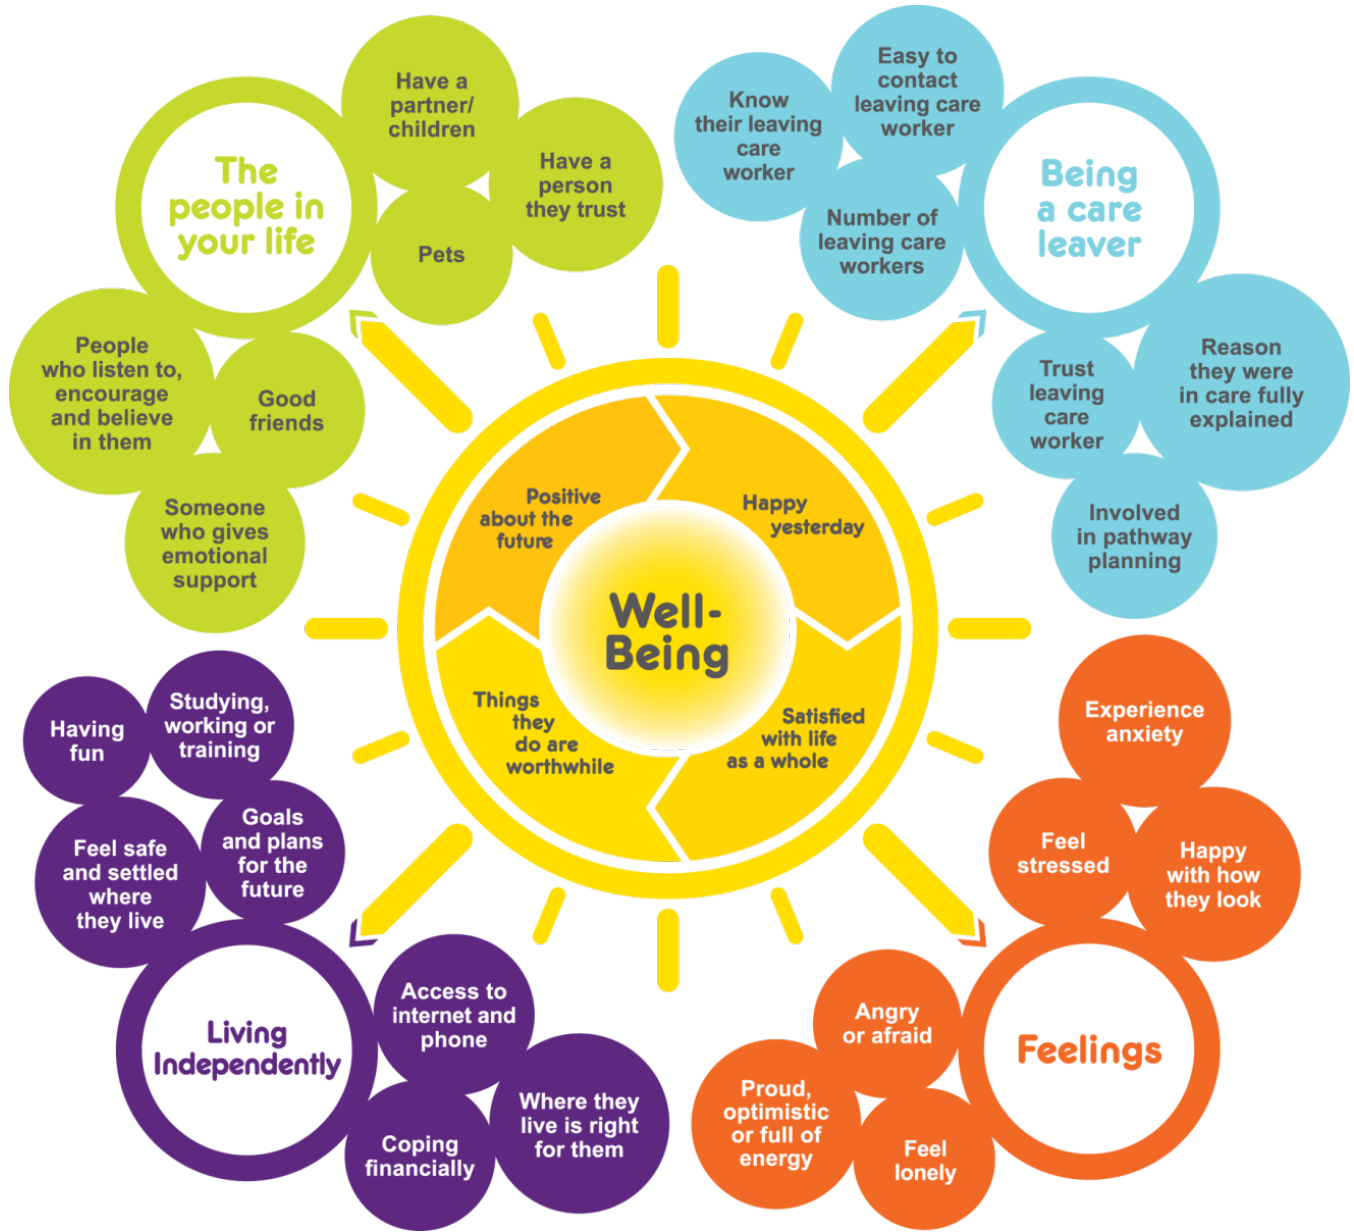 The
people in
your life
Have a
partner/
children
Have a
person
they trust
Pets
People
who listen to,
encourage
and believe
in them
Good
friends
Someone
who gives
emotional
support
Being
a care
leaver
Know
their leaving
care
worker
Easy to
contact
leaving care
worker
Number of
leaving care
workers
Trust
leaving
care
worker
Reason
they were
in care fully
explained
Involved
in pathway
planning
Well-
Being
Positive
about the
future
Happy
yesterday
Things
they
do are
worthwhile
Satisfied
with life
as a whole
Having
fun
Studying,
working or
training
Feel safe
and settled
where
they live
Goals
and plans
for the
future
Living
Independently
Access to
internet and
phone
Coping
financially
Where they
live is right
for them
Experience
anxiety
Feel
stressed
Happy
with how
they look
Feelings
Angry
or afraid
Proud,
optimistic
or full of
energy
Feel
lonely